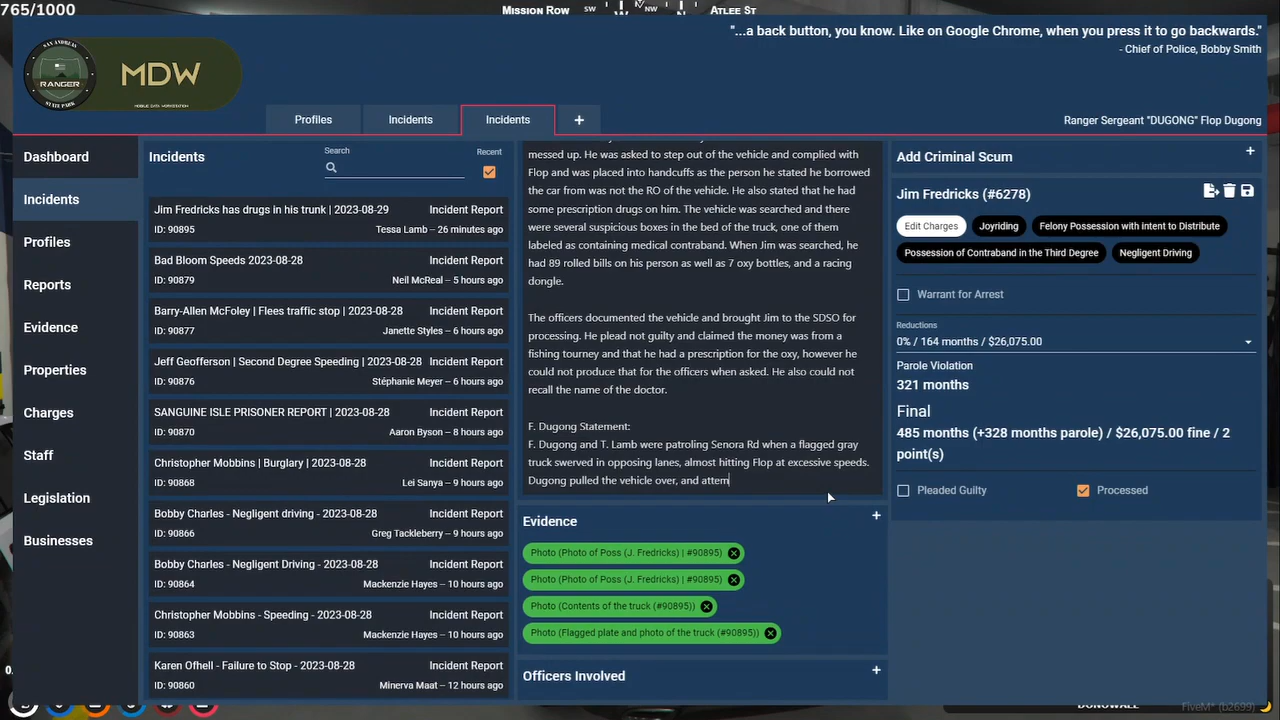 765/1000
MISSION ROW SW W NW ATLEE ST
"...a back button, you know. Like on Google Chrome, when you press it to go backwards."
- Chief of Police, Bobby Smith
SAN ANDREAS
RANGER
STATE PARK
MDW
MOBILE DATA WORKSTATION
Profiles
Incidents
Incidents
+
Ranger Sergeant "DUGONG" Flop Dugong
Dashboard
Incidents
Profiles
Reports
Evidence
Properties
Charges
Staff
Legislation
Businesses
Incidents
Search
Recent
Jim Fredricks has drugs in his trunk | 2023-08-29 Incident Report
ID: 90895 Tessa Lamb – 26 minutes ago
Bad Bloom Speeds 2023-08-28 Incident Report
ID: 90879 Neil McReal – 5 hours ago
Barry-Allen McFoley | Flees traffic stop | 2023-08-28 Incident Report
ID: 90877 Janette Styles – 6 hours ago
Jeff Geofferson | Second Degree Speeding | 2023-08-28 Incident Report
ID: 90876 Stéphanie Meyer – 6 hours ago
SANGUINE ISLE PRISONER REPORT | 2023-08-28 Incident Report
ID: 90870 Aaron Byson – 8 hours ago
Christopher Mobbins | Burglary | 2023-08-28 Incident Report
ID: 90868 Lei Sanya – 9 hours ago
Bobby Charles - Negligent driving - 2023-08-28 Incident Report
ID: 90866 Greg Tackleberry – 9 hours ago
Bobby Charles - Negligent Driving - 2023-08-28 Incident Report
ID: 90864 Mackenzie Hayes – 10 hours ago
Christopher Mobbins - Speeding - 2023-08-28 Incident Report
ID: 90863 Mackenzie Hayes – 10 hours ago
Karen Ofhell - Failure to Stop - 2023-08-28 Incident Report
ID: 90860 Minerva Maat – 12 hours ago
messed up. He was asked to step out of the vehicle and complied with
Flop and was placed into handcuffs as the person he stated he borrowed
the car from was not the RO of the vehicle. He also stated that he had
some prescription drugs on him. The vehicle was searched and there
were several suspicious boxes in the bed of the truck, one of them
labeled as containing medical contraband. When Jim was searched, he
had 89 rolled bills on his person as well as 7 oxy bottles, and a racing
dongle.
The officers documented the vehicle and brought Jim to the SDSO for
processing. He plead not guilty and claimed the money was from a
fishing tourney and that he had a prescription for the oxy, however he
could not produce that for the officers when asked. He also could not
recall the name of the doctor.
F. Dugong Statement:
F. Dugong and T. Lamb were patroling Senora Rd when a flagged gray
truck swerved in opposing lanes, almost hitting Flop at excessive speeds.
Dugong pulled the vehicle over, and attem
Evidence +
Photo (Photo of Poss (J. Fredricks) | #90895)
Photo (Photo of Poss (J. Fredricks) | #90895)
Photo (Contents of the truck (#90895))
Photo (Flagged plate and photo of the truck (#90895))
Officers Involved +
Add Criminal Scum +
Jim Fredricks (#6278)
Edit Charges
Joyriding
Felony Possession with Intent to Distribute
Possession of Contraband in the Third Degree
Negligent Driving
Warrant for Arrest
Reductions
0% / 164 months / $26,075.00
Parole Violation
321 months
Final
485 months (+328 months parole) / $26,075.00 fine / 2
point(s)
Pleaded Guilty
Processed
FiveM* (b2699)